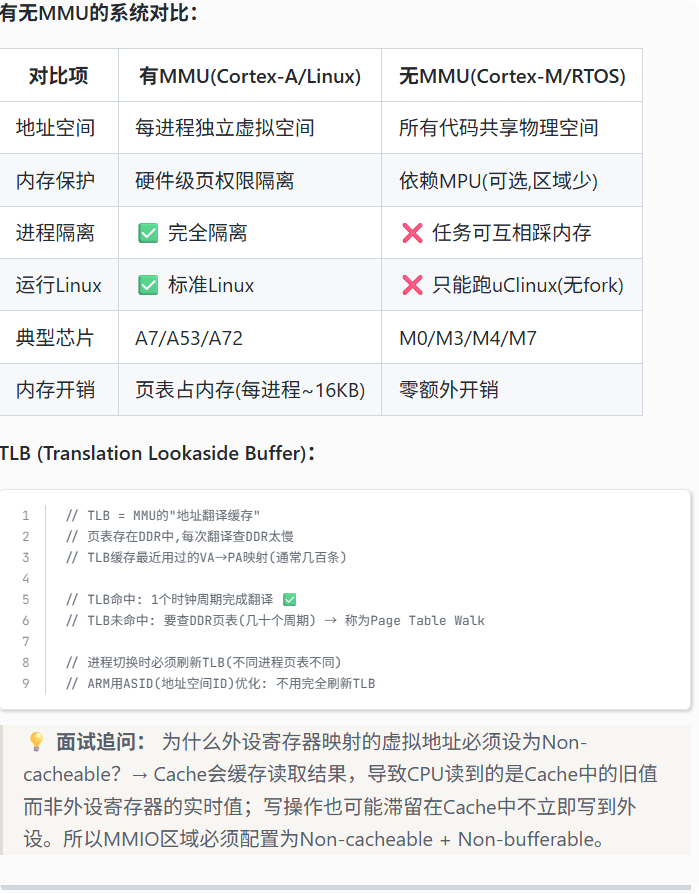 有无MMU的系统对比：
对比项 有MMU(Cortex-A/Linux) 无MMU(Cortex-M/RTOS)
地址空间 每进程独立虚拟空间 所有代码共享物理空间
内存保护 硬件级页权限隔离 依赖MPU(可选,区域少)
进程隔离 ✅ 完全隔离 ❌ 任务可互相踩内存
运行Linux ✅ 标准Linux ❌ 只能跑uClinux(无fork)
典型芯片 A7/A53/A72 M0/M3/M4/M7
内存开销 页表占内存(每进程~16KB) 零额外开销
TLB (Translation Lookaside Buffer)：
1 // TLB = MMU的"地址翻译缓存"
2 // 页表存在DDR中,每次翻译查DDR太慢
3 // TLB缓存最近用过的VA→PA映射(通常几百条)
4
5 // TLB命中: 1个时钟周期完成翻译 ✅
6 // TLB未命中: 要查DDR页表(几十个周期) → 称为Page Table Walk
7
8 // 进程切换时必须刷新TLB(不同进程页表不同)
9 // ARM用ASID(地址空间ID)优化: 不用完全刷新TLB
💡 面试追问： 为什么外设寄存器映射的虚拟地址必须设为Non-
cacheable？→ Cache会缓存读取结果，导致CPU读到的是Cache中的旧值
而非外设寄存器的实时值；写操作也可能滞留在Cache中不立即写到外
设。所以MMIO区域必须配置为Non-cacheable + Non-bufferable。